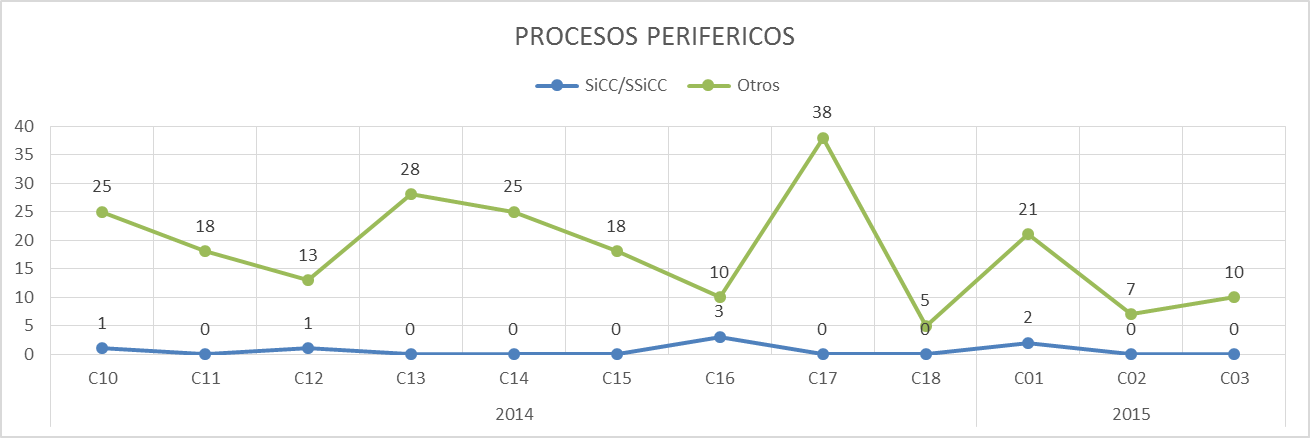 PROCESOS PERIFERICOS
SiCC/SSiCC Otros
40
35
30
25
20
15
10
5
0
25 18 13 28 25 18 10 38 5 21 7 10
1 0 1 0 0 0 3 0 0 2 0 0
C10 C11 C12 C13 C14 C15 C16 C17 C18 C01 C02 C03
2014 2015